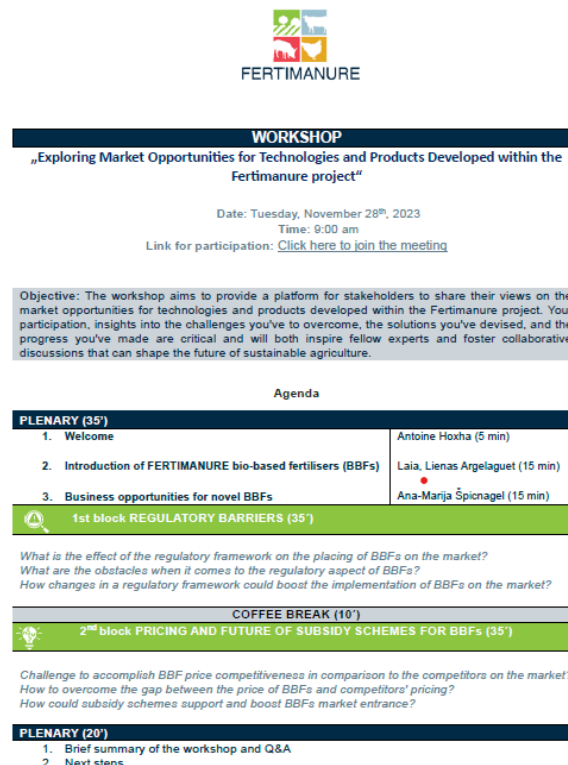 FERTIMANURE
WORKSHOP
„Exploring Market Opportunities for Technologies and Products Developed within the
Fertimanure project“
Date: Tuesday, November 28th, 2023
Time: 9:00 am
Link for participation: Click here to join the meeting
Objective: The workshop aims to provide a platform for stakeholders to share their views on the
market opportunities for technologies and products developed within the Fertimanure project. You
participation, insights into the challenges you've to overcome, the solutions you've devised, and the
progress you've made are critical and will both inspire fellow experts and foster collaborative
discussions that can shape the future of sustainable agriculture.
Agenda
PLENARY (35’)
1. Welcome Antoine Hoxha (5 min)
2. Introduction of FERTIMANURE bio-based fertilisers (BBFs) Laia, Lienas Argelaguet (15 min)
3. Business opportunities for novel BBFs Ana-Marija Špicnagel (15 min)
1st block REGULATORY BARRIERS (35´)
What is the effect of the regulatory framework on the placing of BBFs on the market?
What are the obstacles when it comes to the regulatory aspect of BBFs?
How changes in a regulatory framework could boost the implementation of BBFs on the market?
COFFEE BREAK (10´)
2nd block PRICING AND FUTURE OF SUBSIDY SCHEMES FOR BBFs (35´)
Challenge to accomplish BBF price competitiveness in comparison to the competitors on the market?
How to overcome the gap between the price of BBFs and competitors' pricing?
How could subsidy schemes support and boost BBFs market entrance?
PLENARY (20’)
1. Brief summary of the workshop and Q&A
2. Next steps